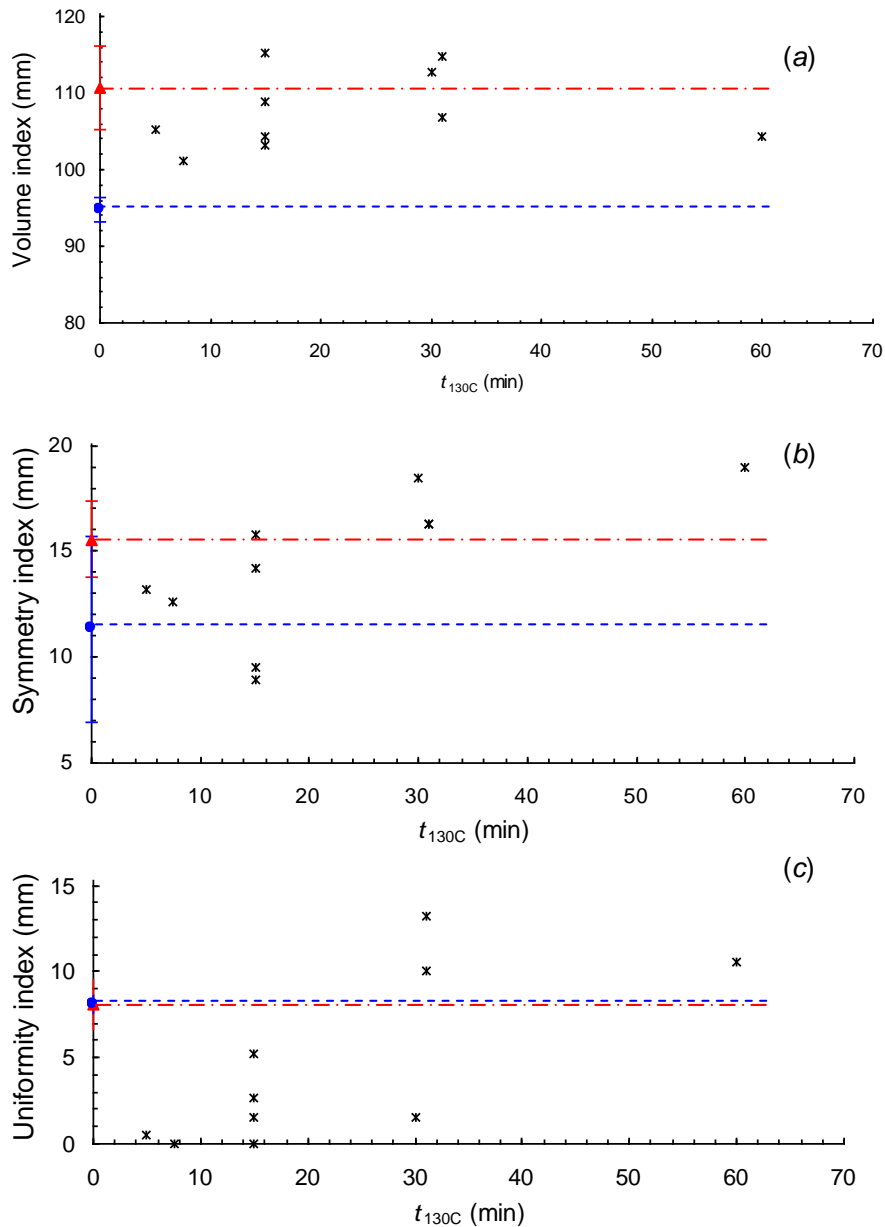 120
(a)
110
100
90
80
Volume index (mm)
0 10 20 30 40 50 60 70
t130C (min)
20
(b)
15
10
5
Symmetry index (mm)
0 10 20 30 40 50 60 70
t130C (min)
(c)
15
10
5
0
Uniformity index (mm)
0 10 20 30 40 50 60 70
t130C (min)